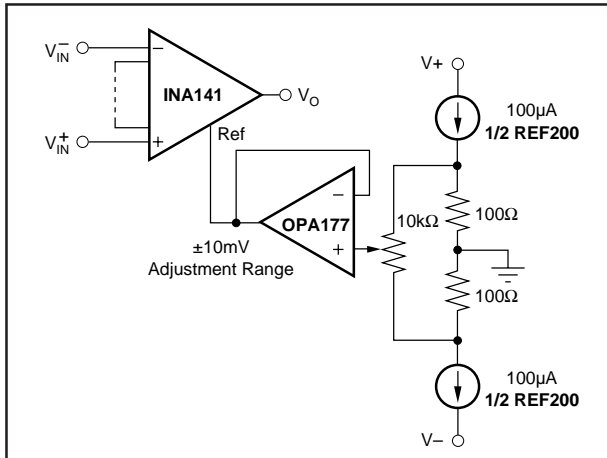 V−IN
INA141
VO
V+IN
Ref
V+
100µA
1/2 REF200
OPA177
10kΩ
100Ω
±10mV
Adjustment Range
100Ω
100µA
1/2 REF200
V–